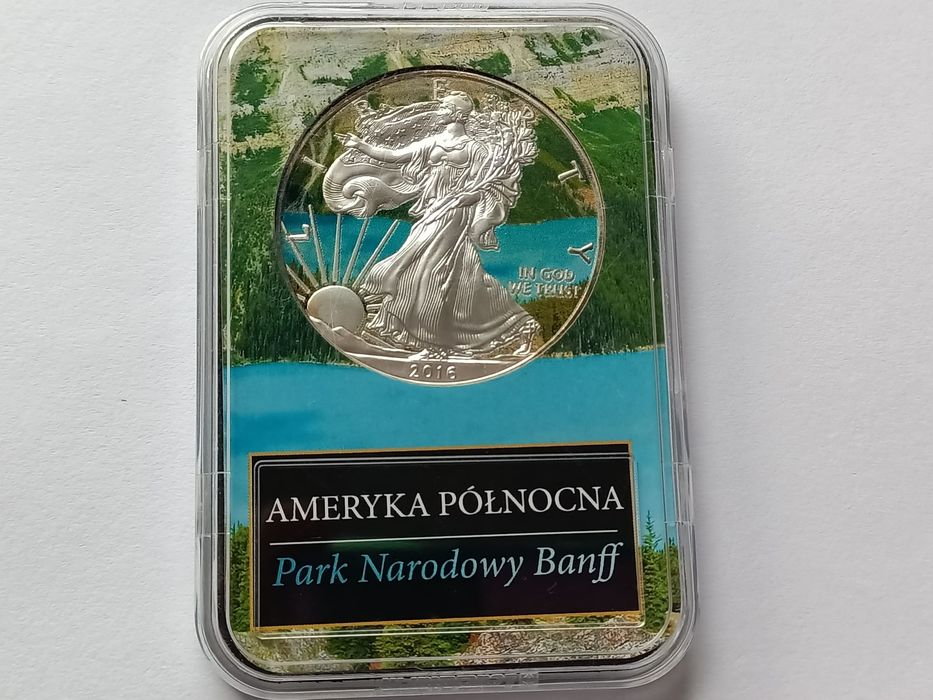 LIBERTY
IN GOD
WE TRUST
2016
AMERYKA PÓŁNOCNA
Park Narodowy Banff